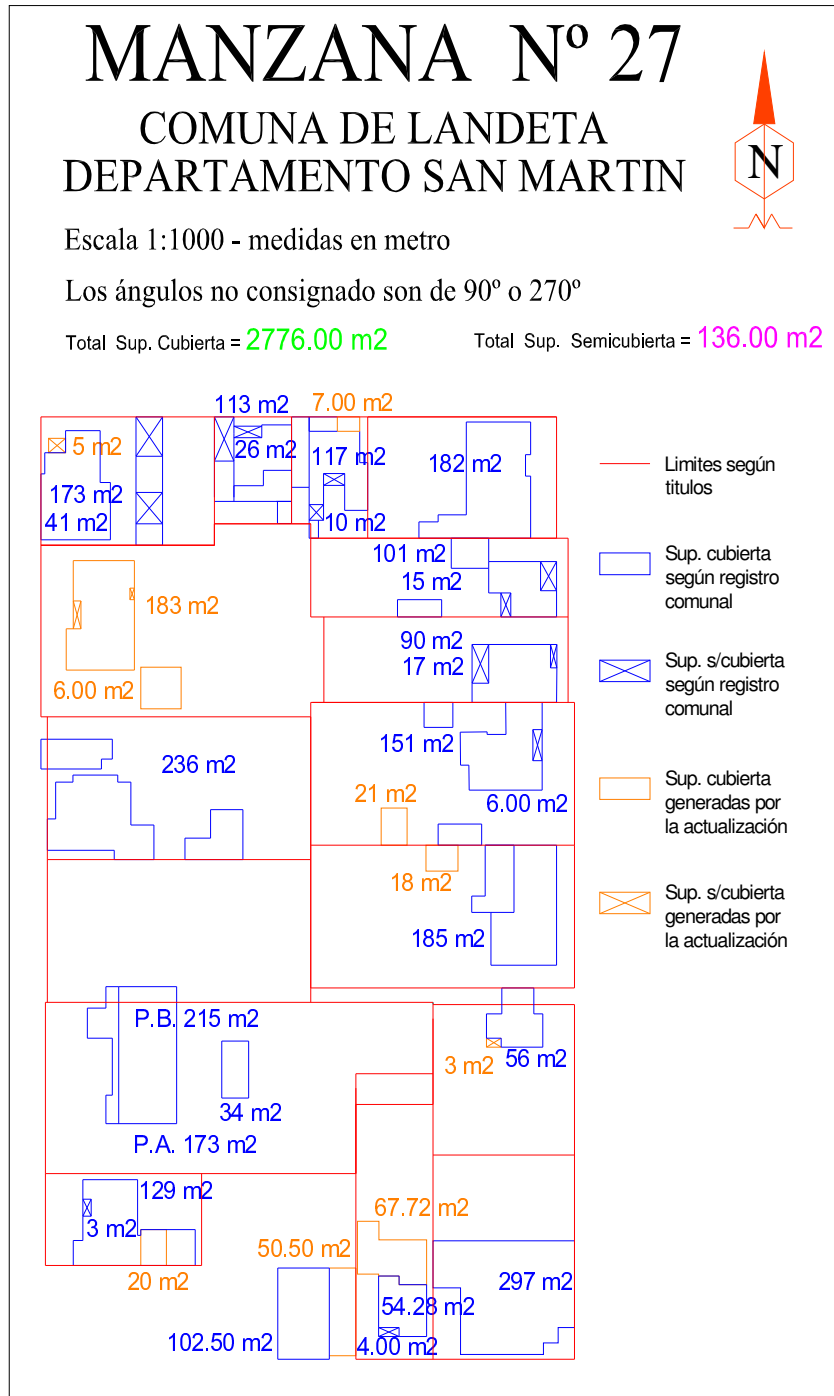 MANZANA Nº 27
COMUNA DE LANDETA
DEPARTAMENTO SAN MARTIN
N
Escala 1:1000 - medidas en metro
Los ángulos no consignado son de 90º o 270º
Total Sup. Cubierta = 2776.00 m2
Total Sup. Semicubierta = 136.00 m2
113 m2
7.00 m2
5 m2
26 m2
117 m2
182 m2
173 m2
41 m2
10 m2
101 m2
15 m2
183 m2
90 m2
17 m2
6.00 m2
151 m2
236 m2
21 m2
6.00 m2
18 m2
185 m2
P.B. 215 m2
3 m2
56 m2
34 m2
P.A. 173 m2
129 m2
3 m2
67.72 m2
20 m2
50.50 m2
297 m2
54.28 m2
102.50 m2
4.00 m2
Limites según
titulos
Sup. cubierta
según registro
comunal
Sup. s/cubierta
según registro
comunal
Sup. cubierta
generadas por
la actualización
Sup. s/cubierta
generadas por
la actualización